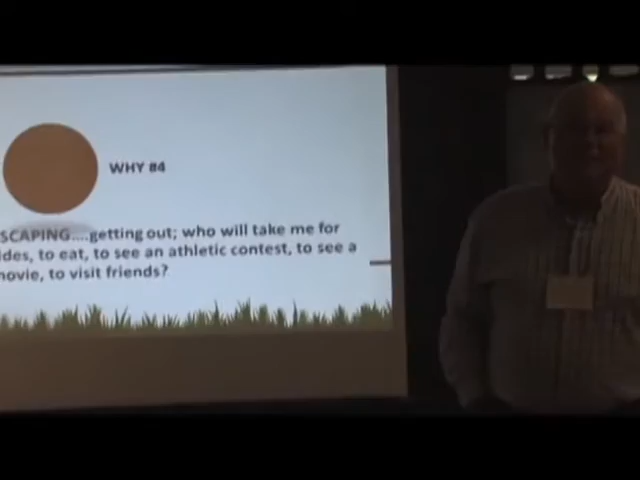 WHY #4
SCAPING....getting out; who will take me for
ides, to eat, to see an athletic contest, to see a
movie, to visit friends?